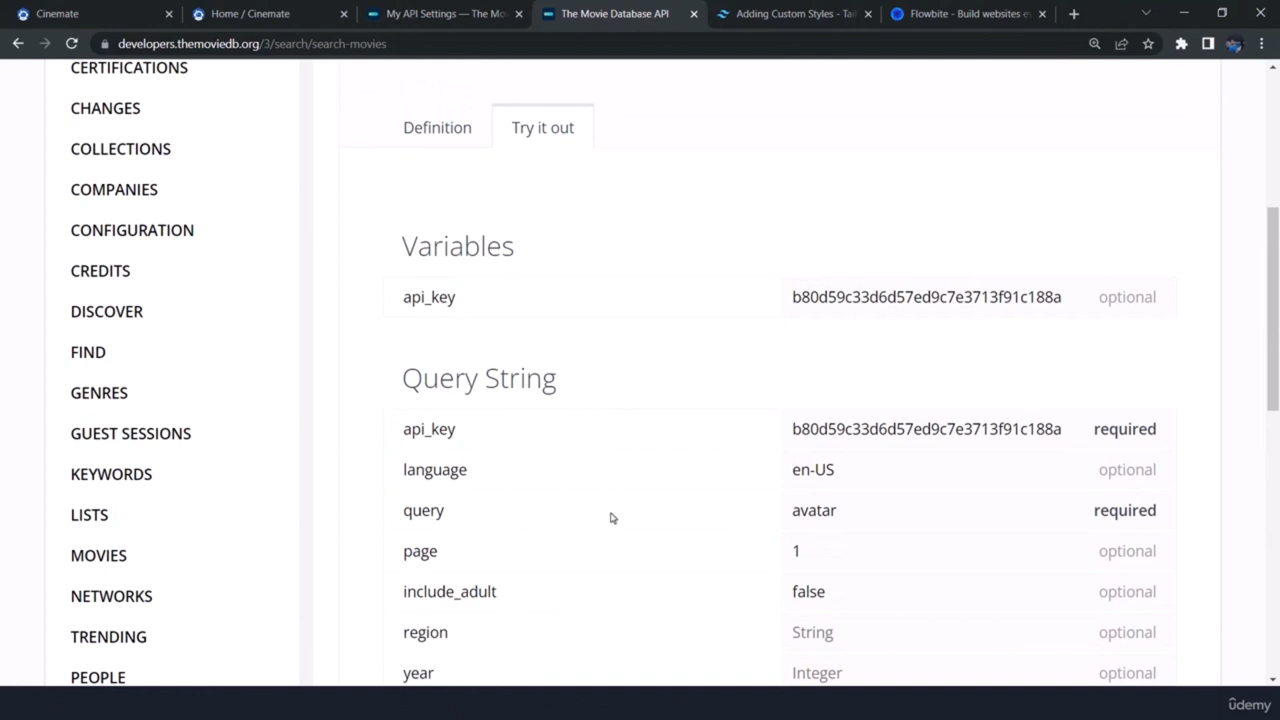 Cinemate
Home / Cinemate
My API Settings — The Mo
The Movie Database API
Adding Custom Styles - Tai
Flowbite - Build websites e
developers.themoviedb.org/3/search/search-movies
CERTIFICATIONS
CHANGES
COLLECTIONS
COMPANIES
CONFIGURATION
CREDITS
DISCOVER
FIND
GENRES
GUEST SESSIONS
KEYWORDS
LISTS
MOVIES
NETWORKS
TRENDING
PEOPLE
Definition
Try it out
Variables
api_key b80d59c33d6d57ed9c7e3713f91c188a optional
Query String
api_key b80d59c33d6d57ed9c7e3713f91c188a required
language en-US optional
query avatar required
page 1 optional
include_adult false optional
region String optional
year Integer optional
ûdemy